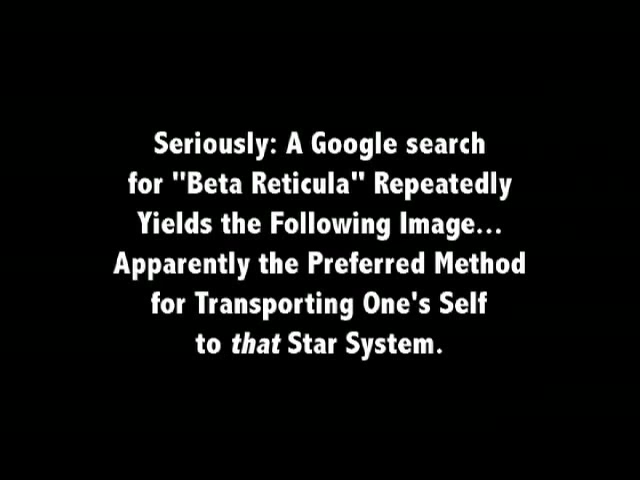 Seriously: A Google search
for "Beta Reticula" Repeatedly
Yields the Following Image...
Apparently the Preferred Method
for Transporting One's Self
to that Star System.